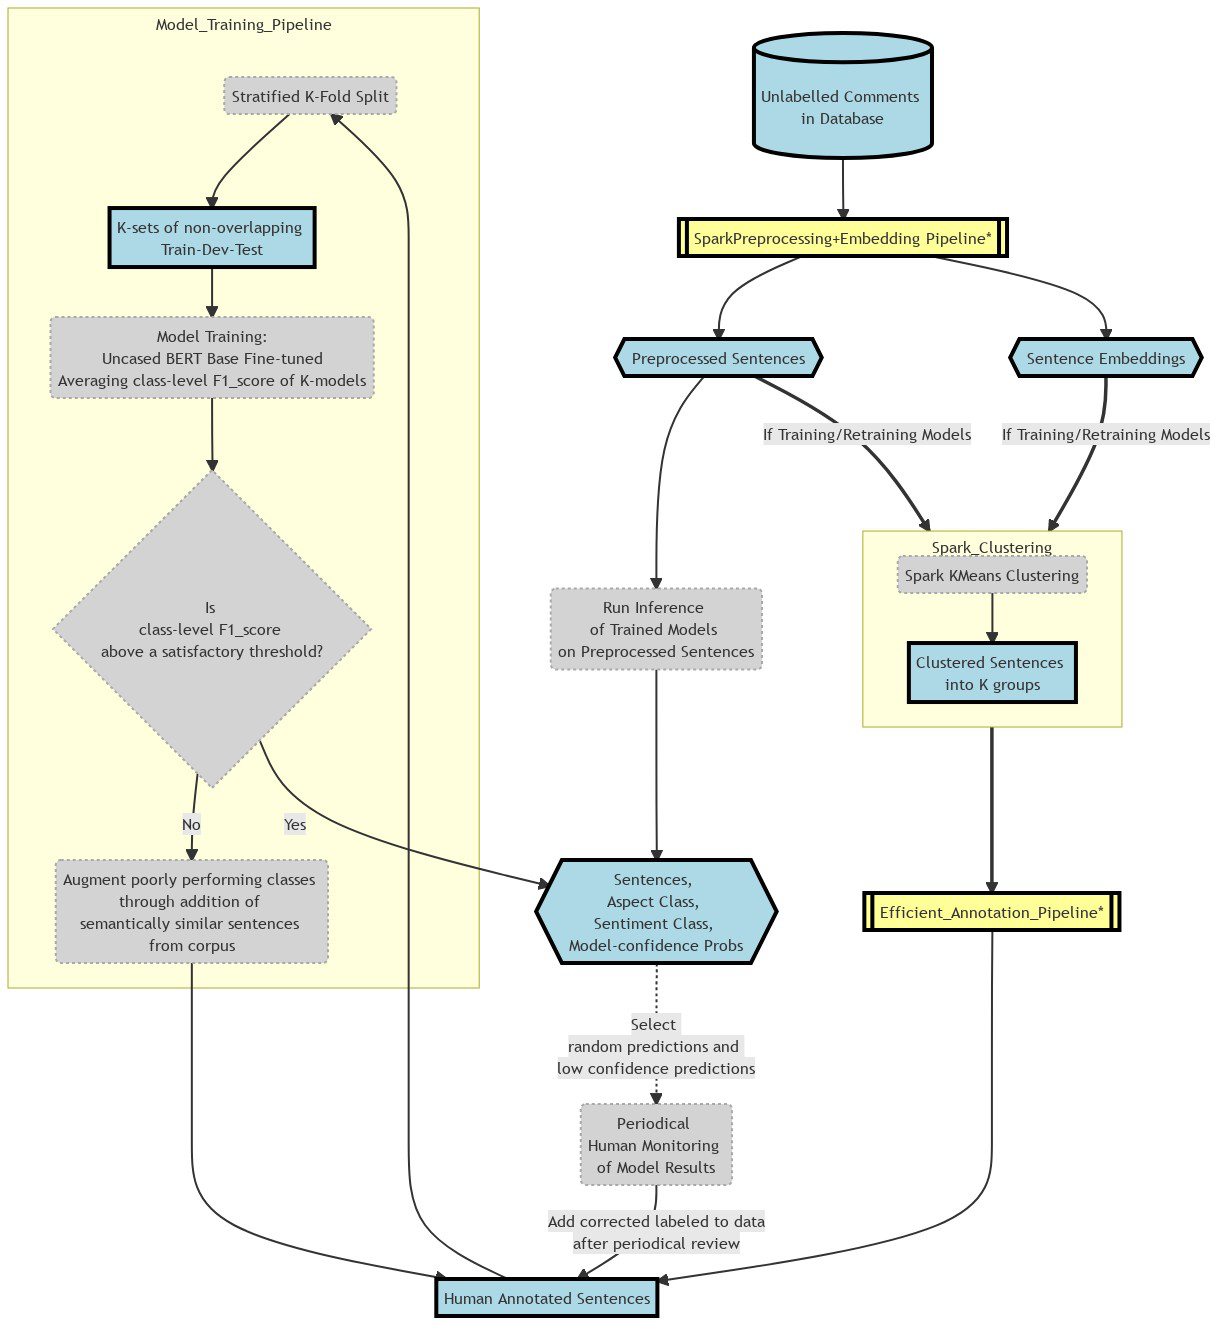 Model_Training_Pipeline
Stratified K-Fold Split
K-sets of non-overlapping
Train-Dev-Test
Model Training:
Uncased BERT Base Fine-tuned
Averaging class-level F1_score of K-models
Is
class-level F1_score
above a satisfactory threshold?
No
Yes
Augment poorly performing classes
through addition of
semantically similar sentences
from corpus
Unlabelled Comments
in Database
SparkPreprocessing+Embedding Pipeline*
Preprocessed Sentences
Sentence Embeddings
If Training/Retraining Models
If Training/Retraining Models
Spark_Clustering
Spark KMeans Clustering
Clustered Sentences
into K groups
Run Inference
of Trained Models
on Preprocessed Sentences
Sentences,
Aspect Class,
Sentiment Class,
Model-confidence Probs
Efficient_Annotation_Pipeline*
Select
random predictions and
low confidence predictions
Periodical
Human Monitoring
of Model Results
Add corrected labeled to data
after periodical review
Human Annotated Sentences